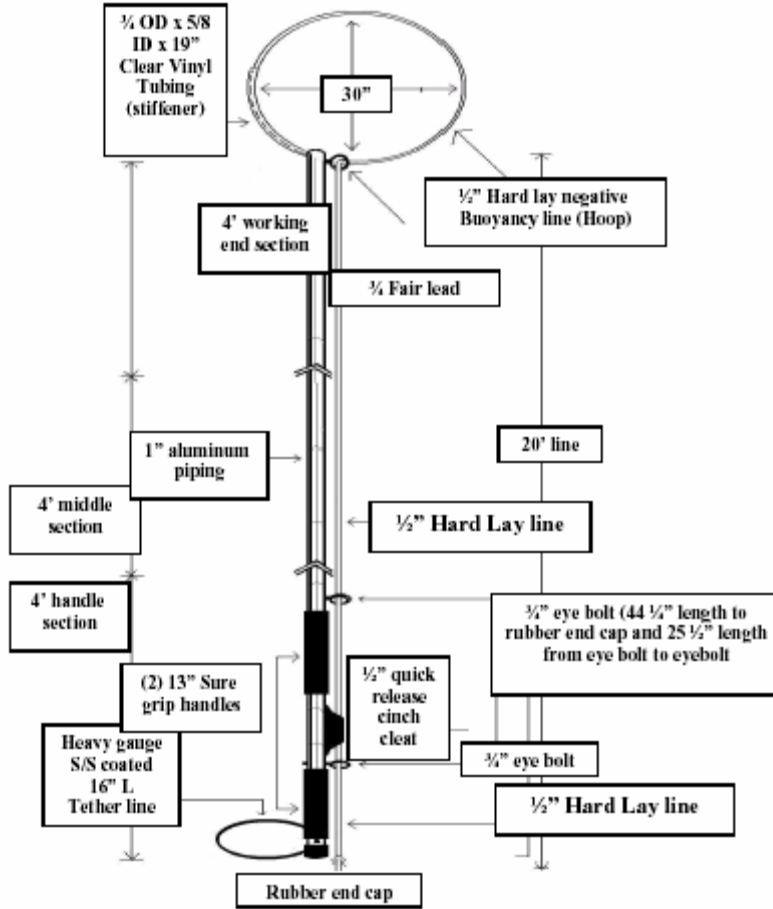 ¾ OD x 5/8
ID x 19”
Clear Vinyl
Tubing
(stiffener)
30”
½” Hard lay negative
Buoyancy line (Hoop)
4’ working
end section
¾ Fair lead
1” aluminum
piping
20’ line
4’ middle
section
½” Hard Lay line
4’ handle
section
¾” eye bolt (44 ¼” length to
rubber end cap and 25 ½” length
from eye bolt to eyebolt
(2) 13” Sure
grip handles
½” quick
release
cinch
cleat
Heavy gauge
S/S coated
16” L
Tether line
¾” eye bolt
½” Hard Lay line
Rubber end cap